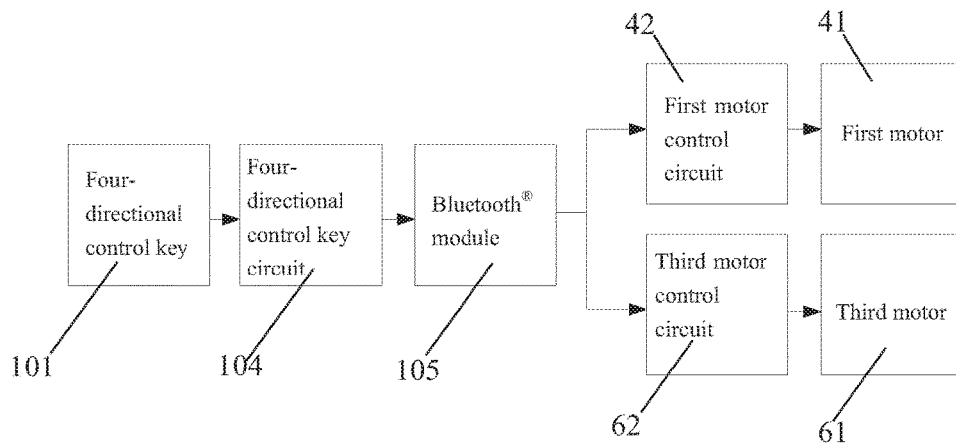 42
41
First motor
control
circuit
First motor
Four-
directional
control key
Four-
directional
control key
circuit
Bluetooth®
module
Third motor
control
circuit
Third motor
101
104
105
62
61